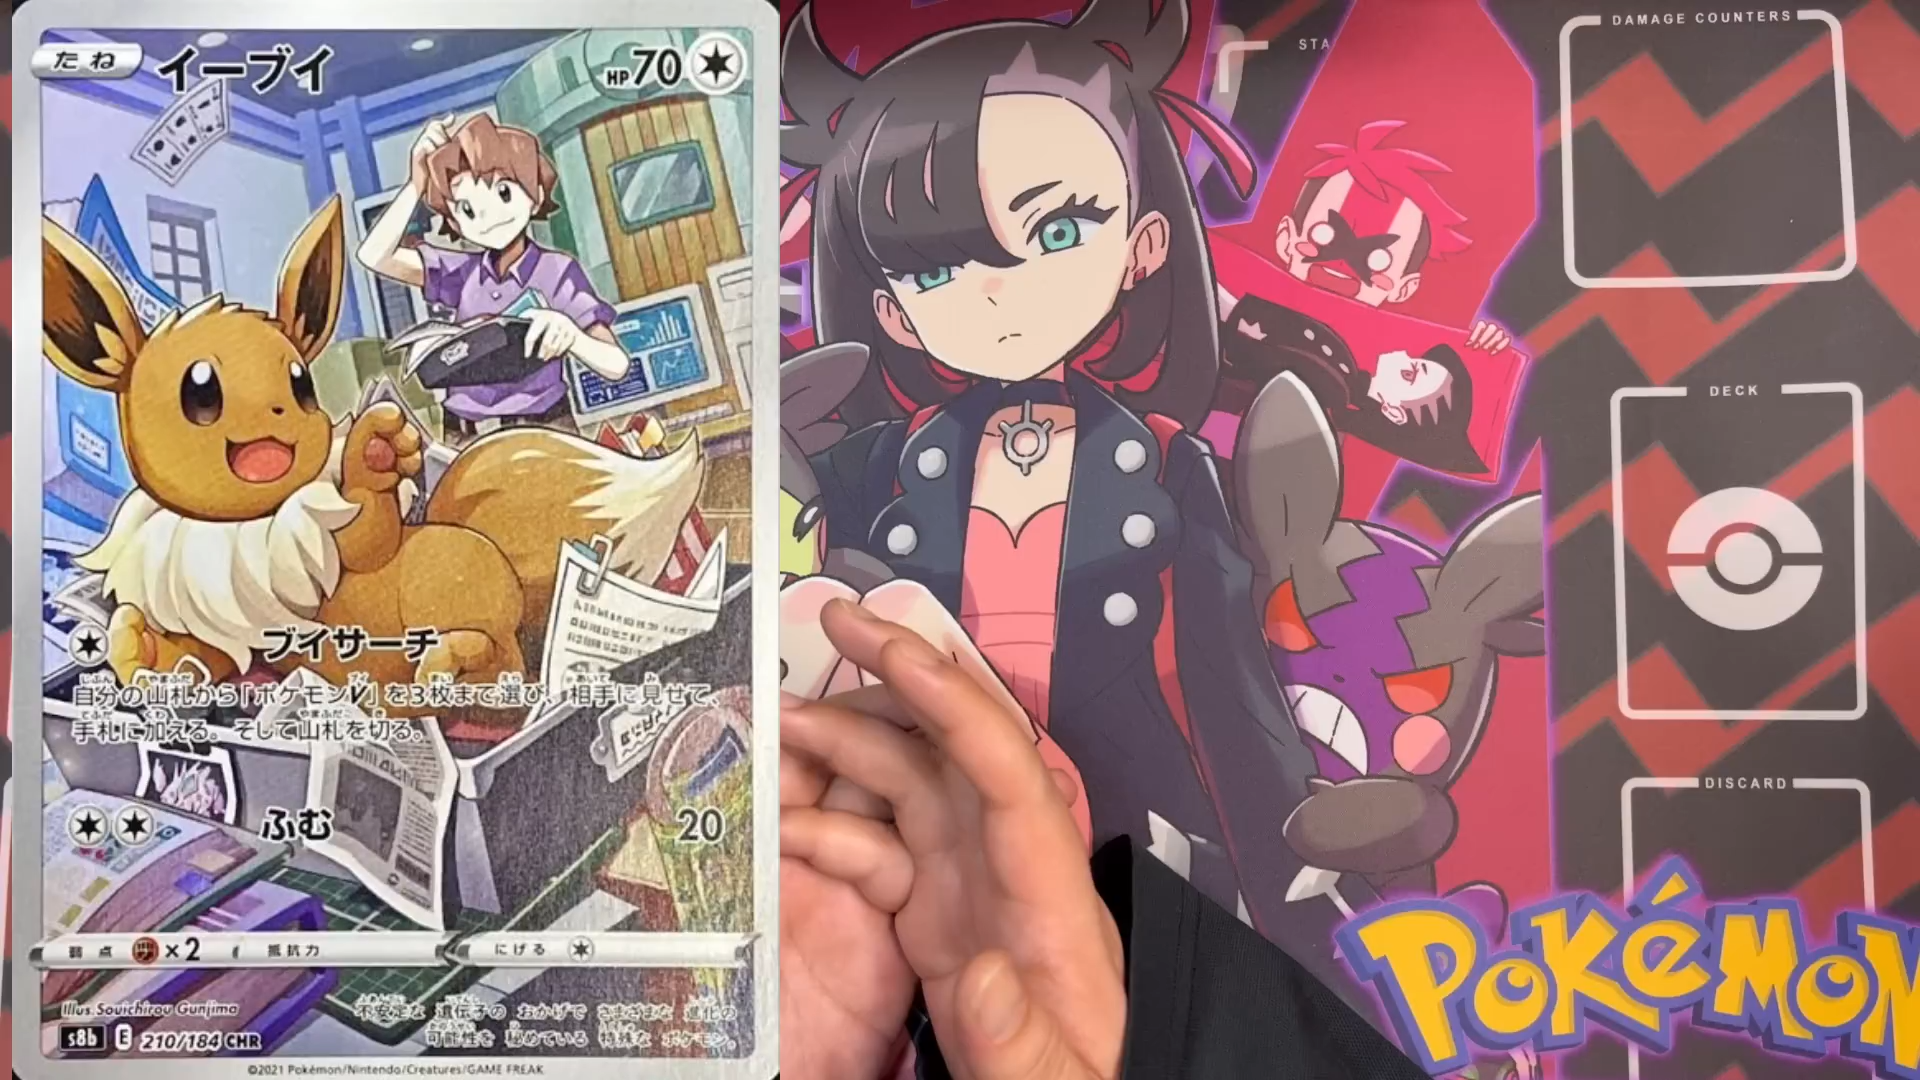 たね イーブイ HP70
ブイサーチ
自分の山札から「ポケモンV」を3枚まで選び、相手に見せて、
手札に加える。そして山札を切る。
ふむ 20
弱点 ×2 抵抗力 にげる
Illus. Souichirou Gunjima
不安定な 遺伝子の おかげで さまざまな 進化の
可能性を 秘めている 特殊な ポケモン。
s8b E 210/184 CHR
©2021 Pokémon/Nintendo/Creatures/GAME FREAK
STA
DAMAGE COUNTERS
DECK
DISCARD
POKéMON